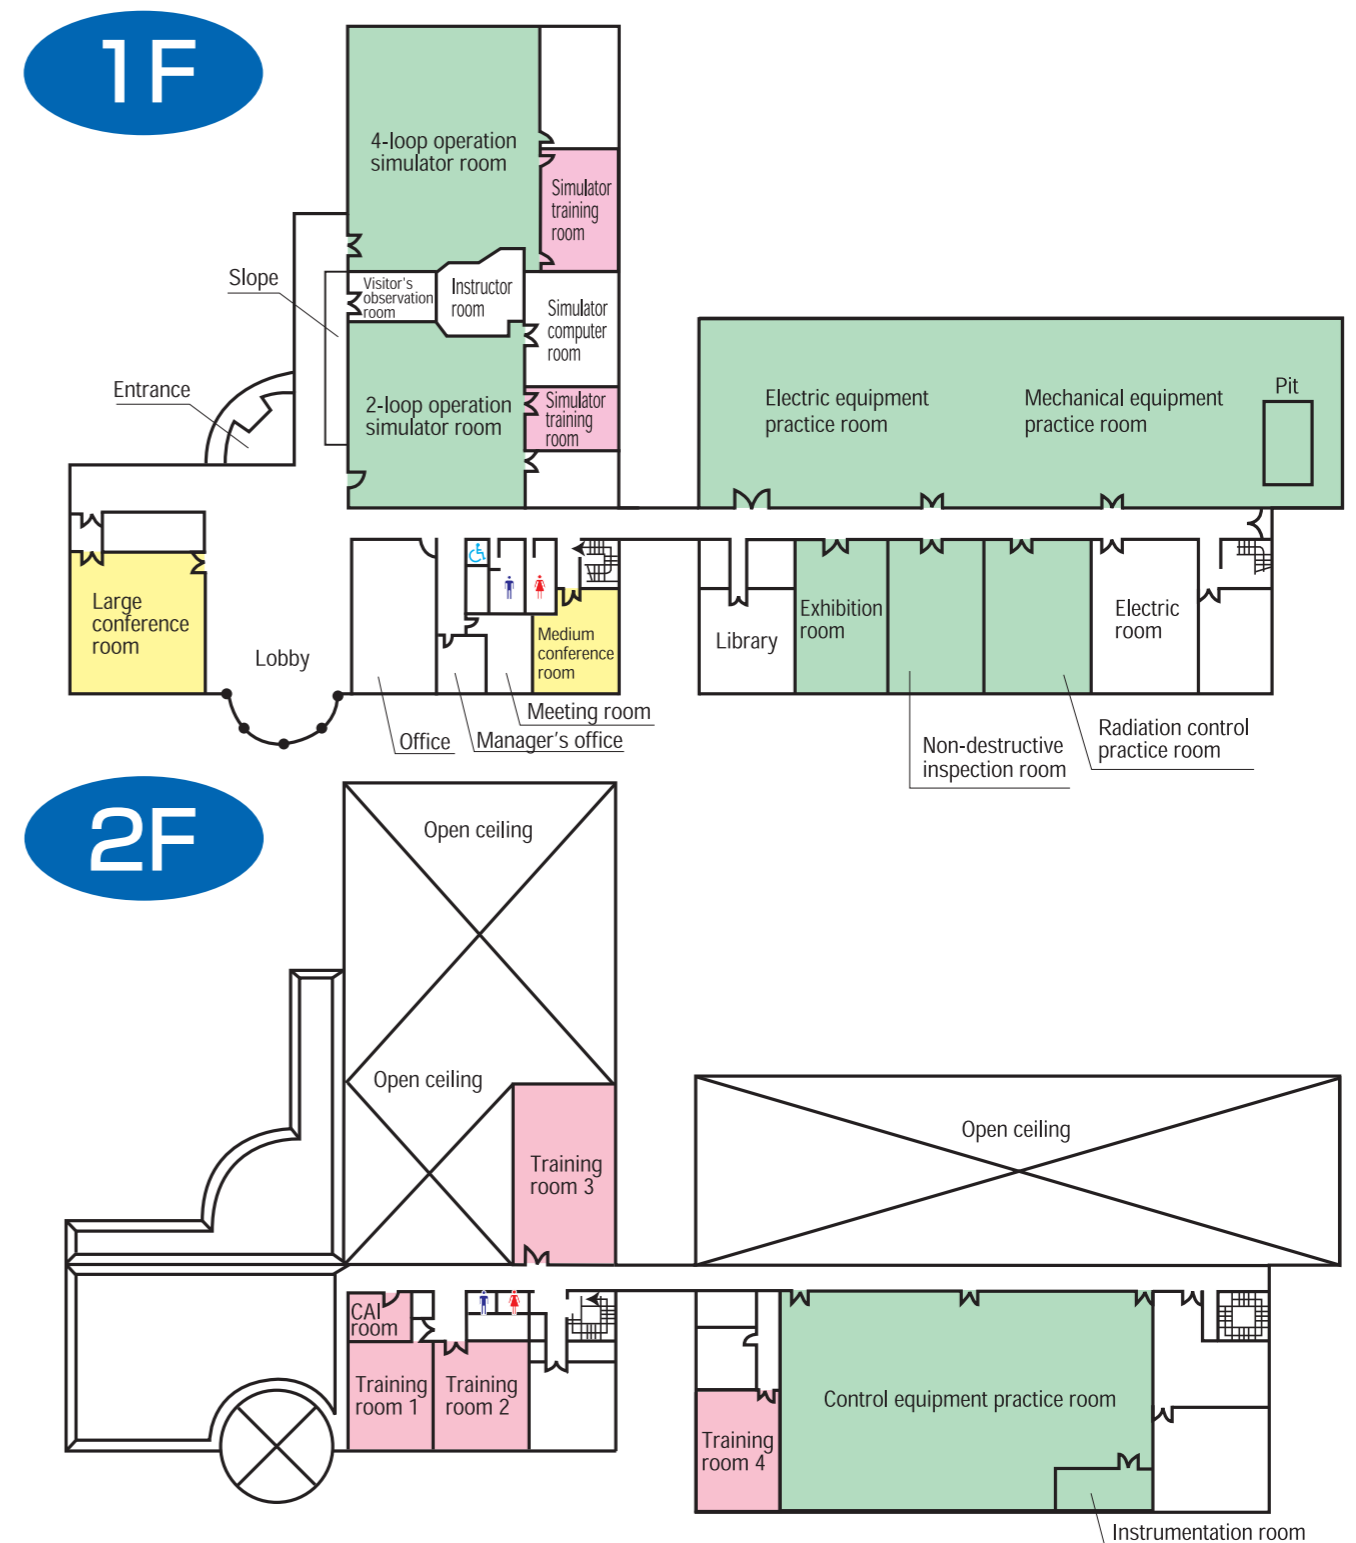 1F
4-loop operation
simulator room
Simulator
training
room
Slope
Visitor's
observation
room
Instructor
room
Simulator
computer
room
Entrance
2-loop operation
simulator room
Simulator
training
room
Electric equipment
practice room
Mechanical equipment
practice room
Pit
Large
conference
room
Lobby
Medium
conference
room
Library
Exhibition
room
Electric
room
Office
Manager's office
Meeting room
Non-destructive
inspection room
Radiation control
practice room
2F
Open ceiling
Open ceiling
Training
room 3
Open ceiling
CAI
room
Training
room 1
Training
room 2
Training
room 4
Control equipment practice room
Instrumentation room